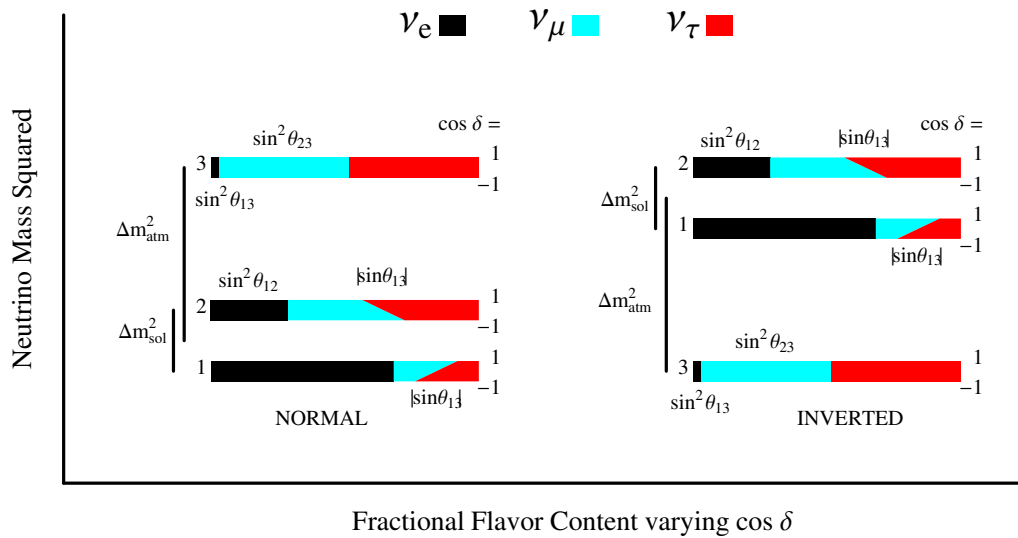 νe νμ ντ
Neutrino Mass Squared
cos δ =
sin²θ23
3
1
−1
sin²θ13
Δm²atm
sin²θ12
|sinθ13|
2
1
−1
Δm²sol
1
1
−1
|sinθ13|
NORMAL
cos δ =
sin²θ12
|sinθ13|
2
1
−1
Δm²sol
1
1
−1
|sinθ13|
Δm²atm
sin²θ23
3
1
−1
sin²θ13
INVERTED
Fractional Flavor Content varying cos δ